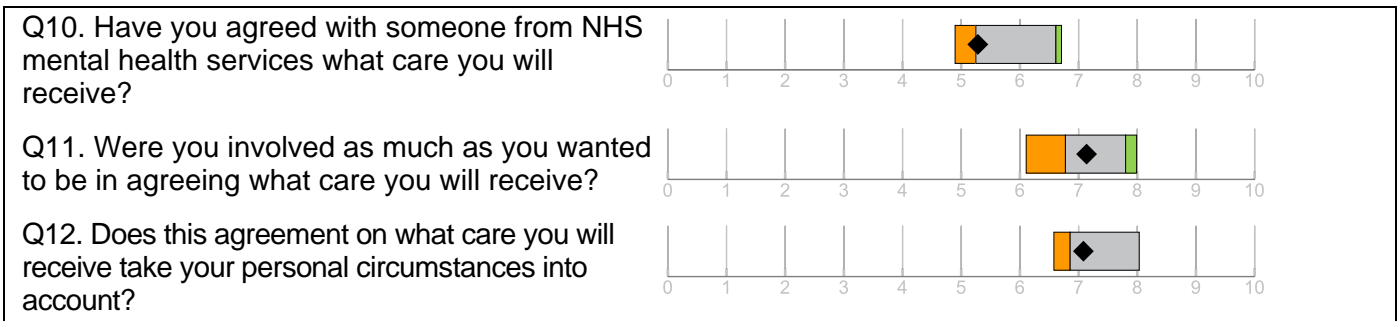 Q10. Have you agreed with someone from NHS
mental health services what care you will
receive?
0 1 2 3 4 5 6 7 8 9 10
Q11. Were you involved as much as you wanted
to be in agreeing what care you will receive?
0 1 2 3 4 5 6 7 8 9 10
Q12. Does this agreement on what care you will
receive take your personal circumstances into
account?
0 1 2 3 4 5 6 7 8 9 10